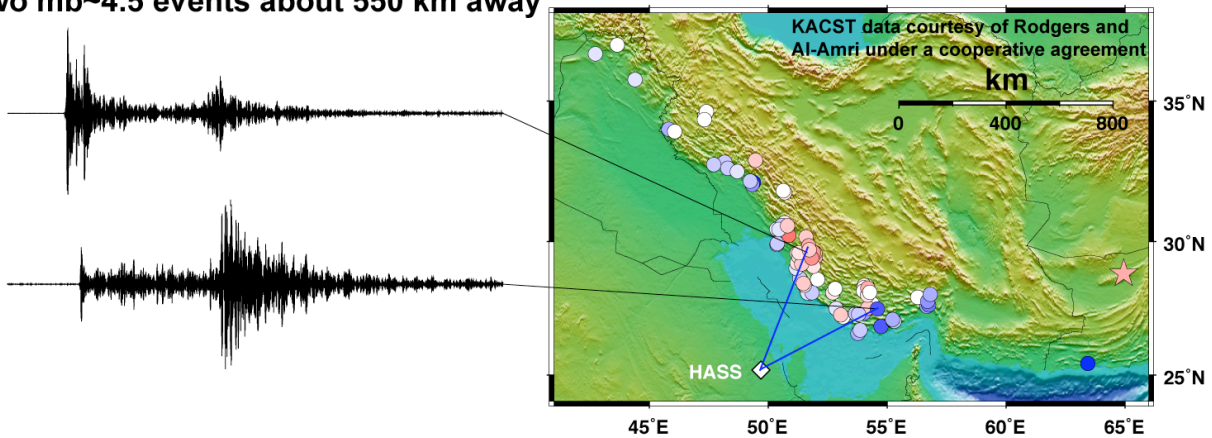 wo mb~4.5 events about 550 km away
KACST data courtesy of Rodgers and
Al-Amri under a cooperative agreement
km
0 400 800
35°N
30°N
HASS
25°N
45°E 50°E 55°E 60°E 65°E